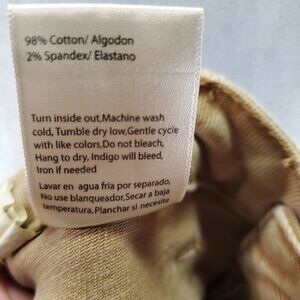 98% Cotton/ Algodon
2% Spandex/ Elastano
Turn inside out,Machine wash
cold,Tumble dry low,Gentle cycle
with like colors,Do not bleach,
Hang to dry, Indigo will bleed,
Iron if needed
Lavar en agua fria por separado,
No use blanqueador,Secar a baja
temperatura,Planchar si necesita